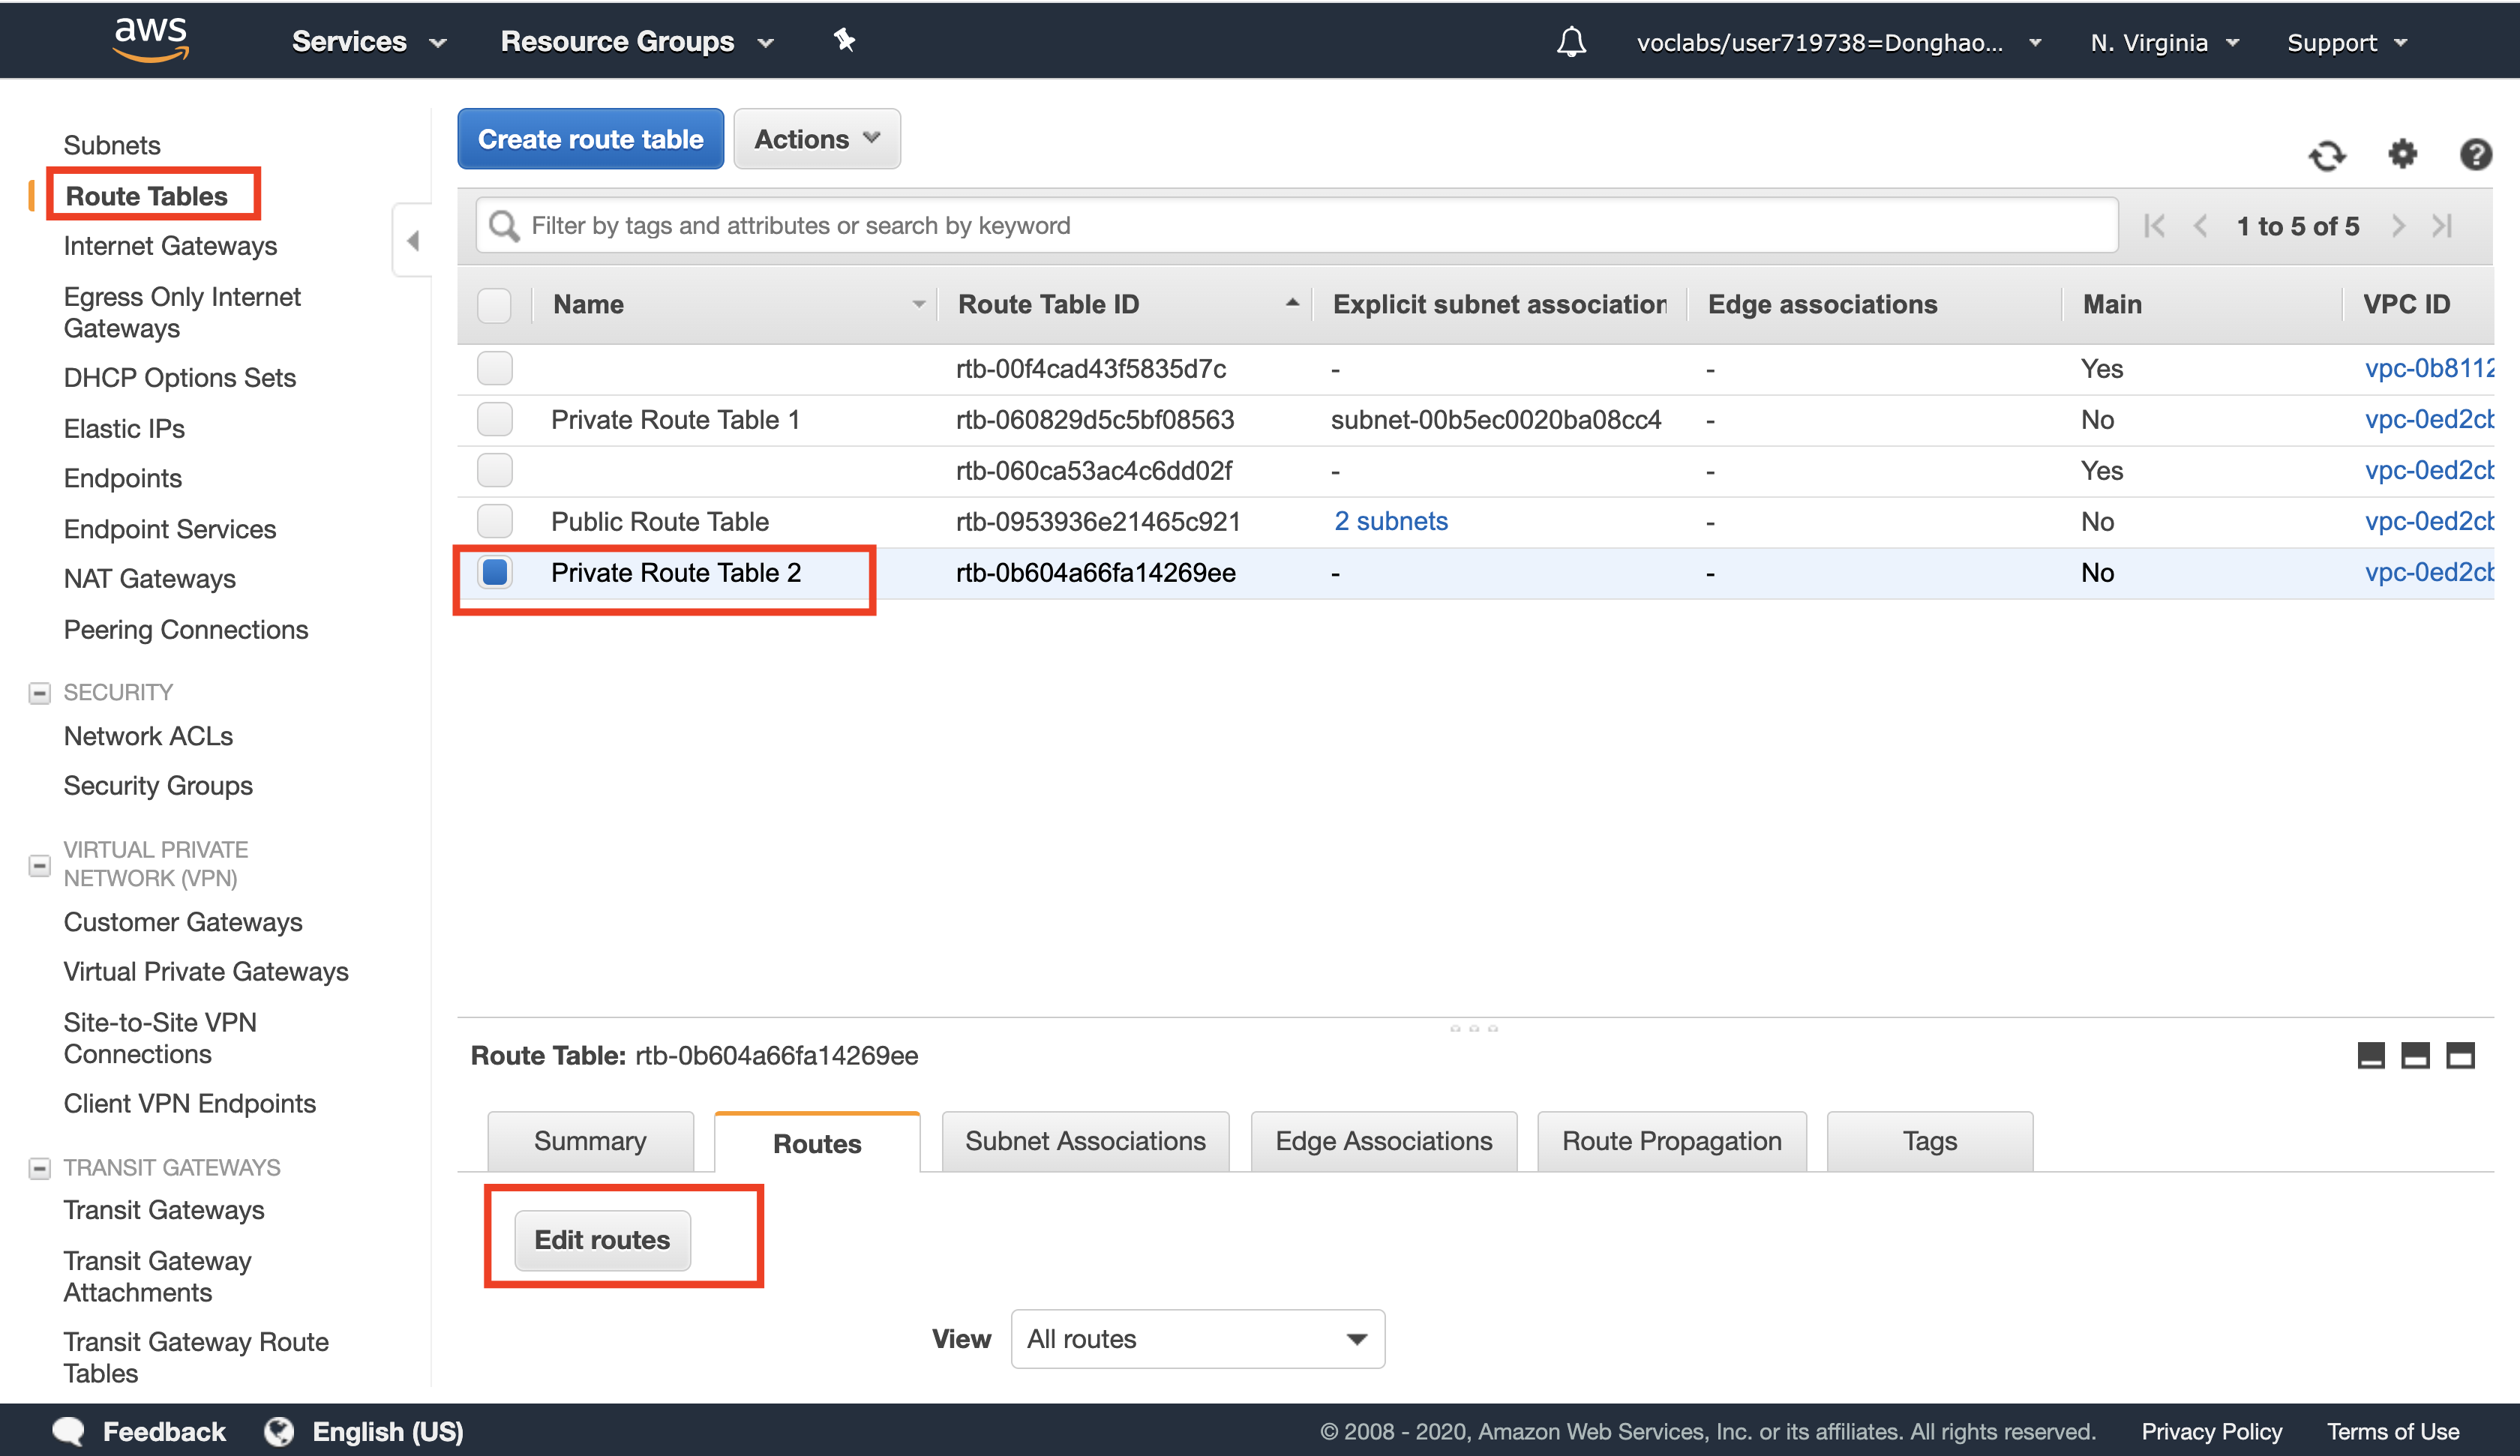 aws
Services
Resource Groups
voclabs/user719738=Donghao...
N. Virginia
Support
Subnets
Route Tables
Internet Gateways
Egress Only Internet
Gateways
DHCP Options Sets
Elastic IPs
Endpoints
Endpoint Services
NAT Gateways
Peering Connections
SECURITY
Network ACLs
Security Groups
VIRTUAL PRIVATE
NETWORK (VPN)
Customer Gateways
Virtual Private Gateways
Site-to-Site VPN
Connections
Client VPN Endpoints
TRANSIT GATEWAYS
Transit Gateways
Transit Gateway
Attachments
Transit Gateway Route
Tables
Create route table
Actions
Filter by tags and attributes or search by keyword
1 to 5 of 5
Name Route Table ID Explicit subnet association Edge associations Main VPC ID
rtb-00f4cad43f5835d7c - - Yes vpc-0b8112
Private Route Table 1 rtb-060829d5c5bf08563 subnet-00b5ec0020ba08cc4 - No vpc-0ed2cb
rtb-060ca53ac4c6dd02f - - Yes vpc-0ed2cb
Public Route Table rtb-0953936e21465c921 2 subnets - No vpc-0ed2cb
Private Route Table 2 rtb-0b604a66fa14269ee - - No vpc-0ed2cb
Route Table: rtb-0b604a66fa14269ee
Summary
Routes
Subnet Associations
Edge Associations
Route Propagation
Tags
Edit routes
View All routes
Feedback
English (US)
© 2008 - 2020, Amazon Web Services, Inc. or its affiliates. All rights reserved.
Privacy Policy
Terms of Use